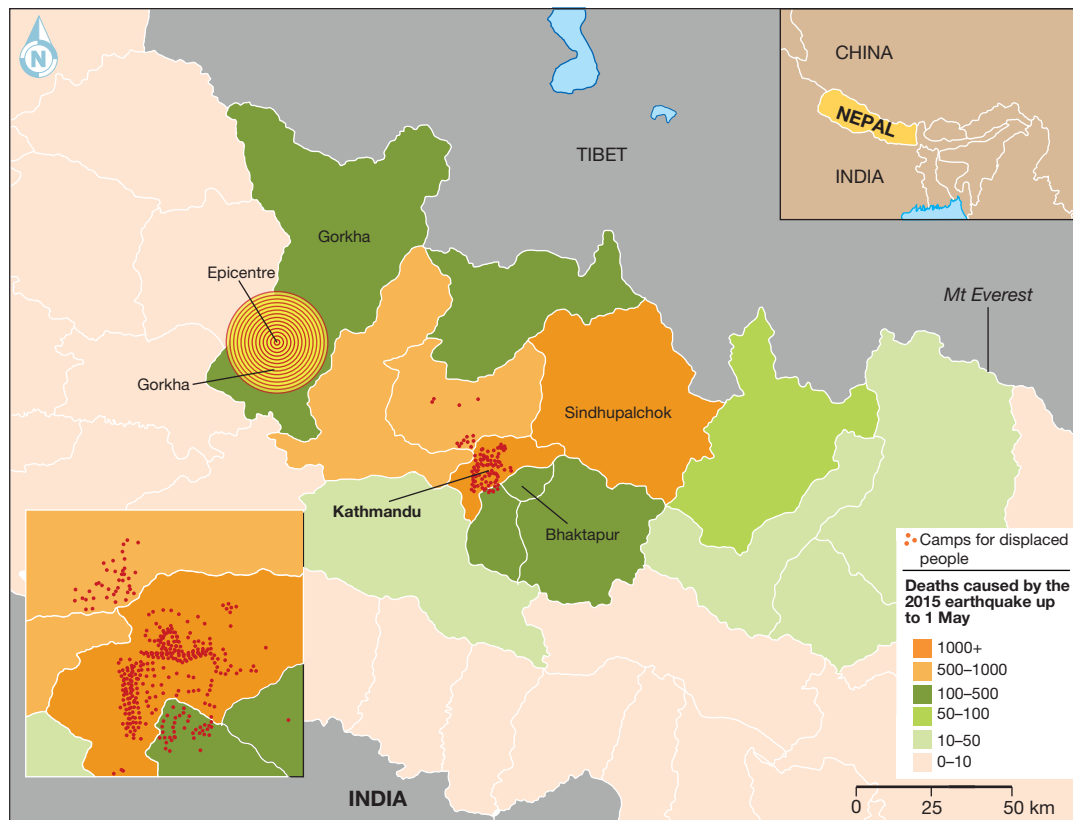 N
CHINA
NEPAL
INDIA
TIBET
Gorkha
Epicentre
Mt Everest
Gorkha
Sindhupalchok
Kathmandu
Bhaktapur
Camps for displaced
people
Deaths caused by the
2015 earthquake up
to 1 May
1000+
500–1000
100–500
50–100
10–50
0–10
INDIA
0 25 50 km